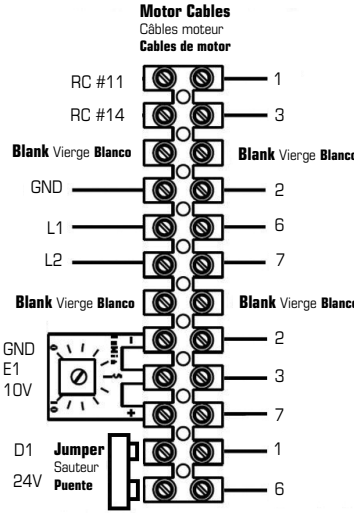 Motor Cables
Câbles moteur
Cables de motor
RC #11 1
RC #14 3
Blank Vierge Blanco Blank Vierge Blanco
GND 2
L1 6
L2 7
Blank Vierge Blanco Blank Vierge Blanco
GND 2
E1 3
10V 7
D1 Jumper 1
Sauteur
24V Puente 6